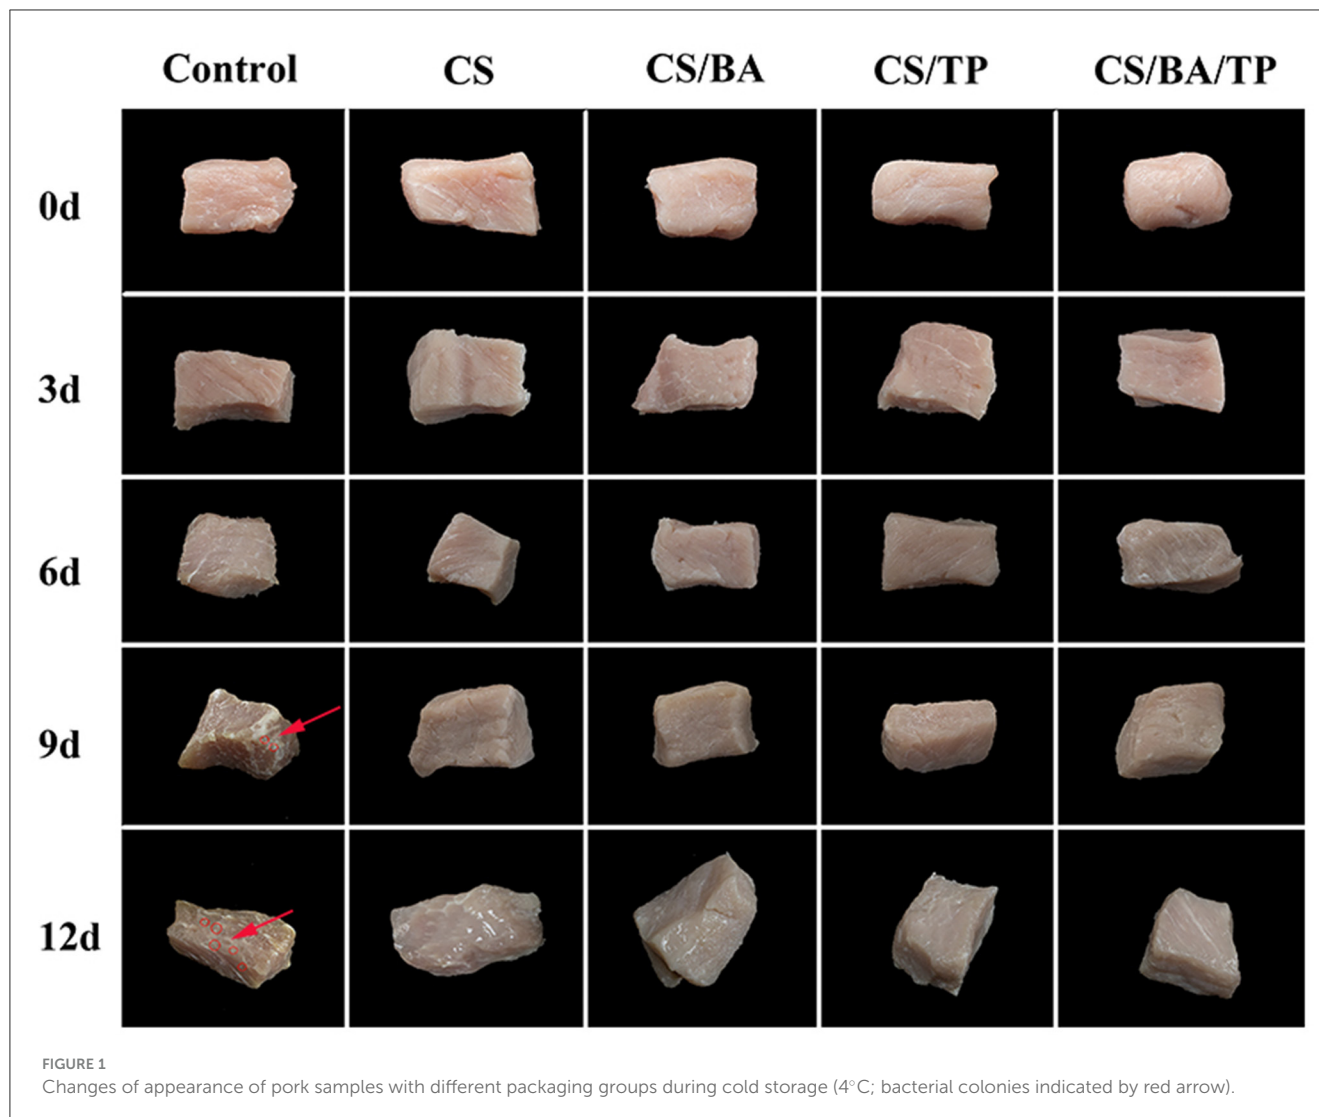 Control CS CS/BA CS/TP CS/BA/TP
0d
3d
6d
9d
12d
FIGURE 1
Changes of appearance of pork samples with different packaging groups during cold storage (4°C; bacterial colonies indicated by red arrow).